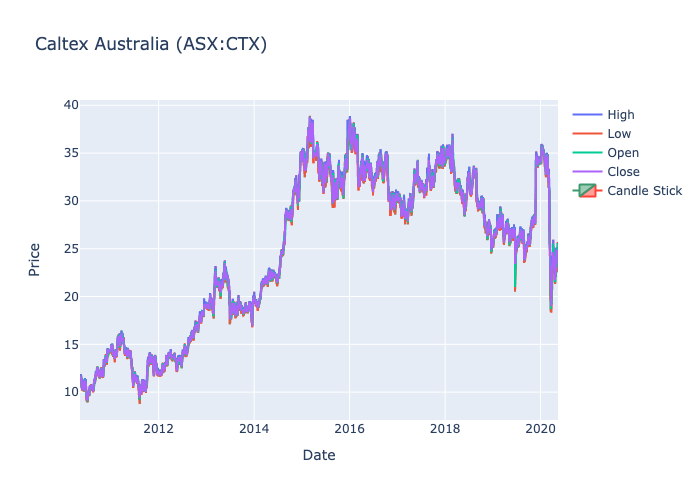 Caltex Australia (ASX:CTX)
40
35
30
25
20
15
10
Price
2012
2014
2016
2018
2020
Date
High
Low
Open
Close
Candle Stick